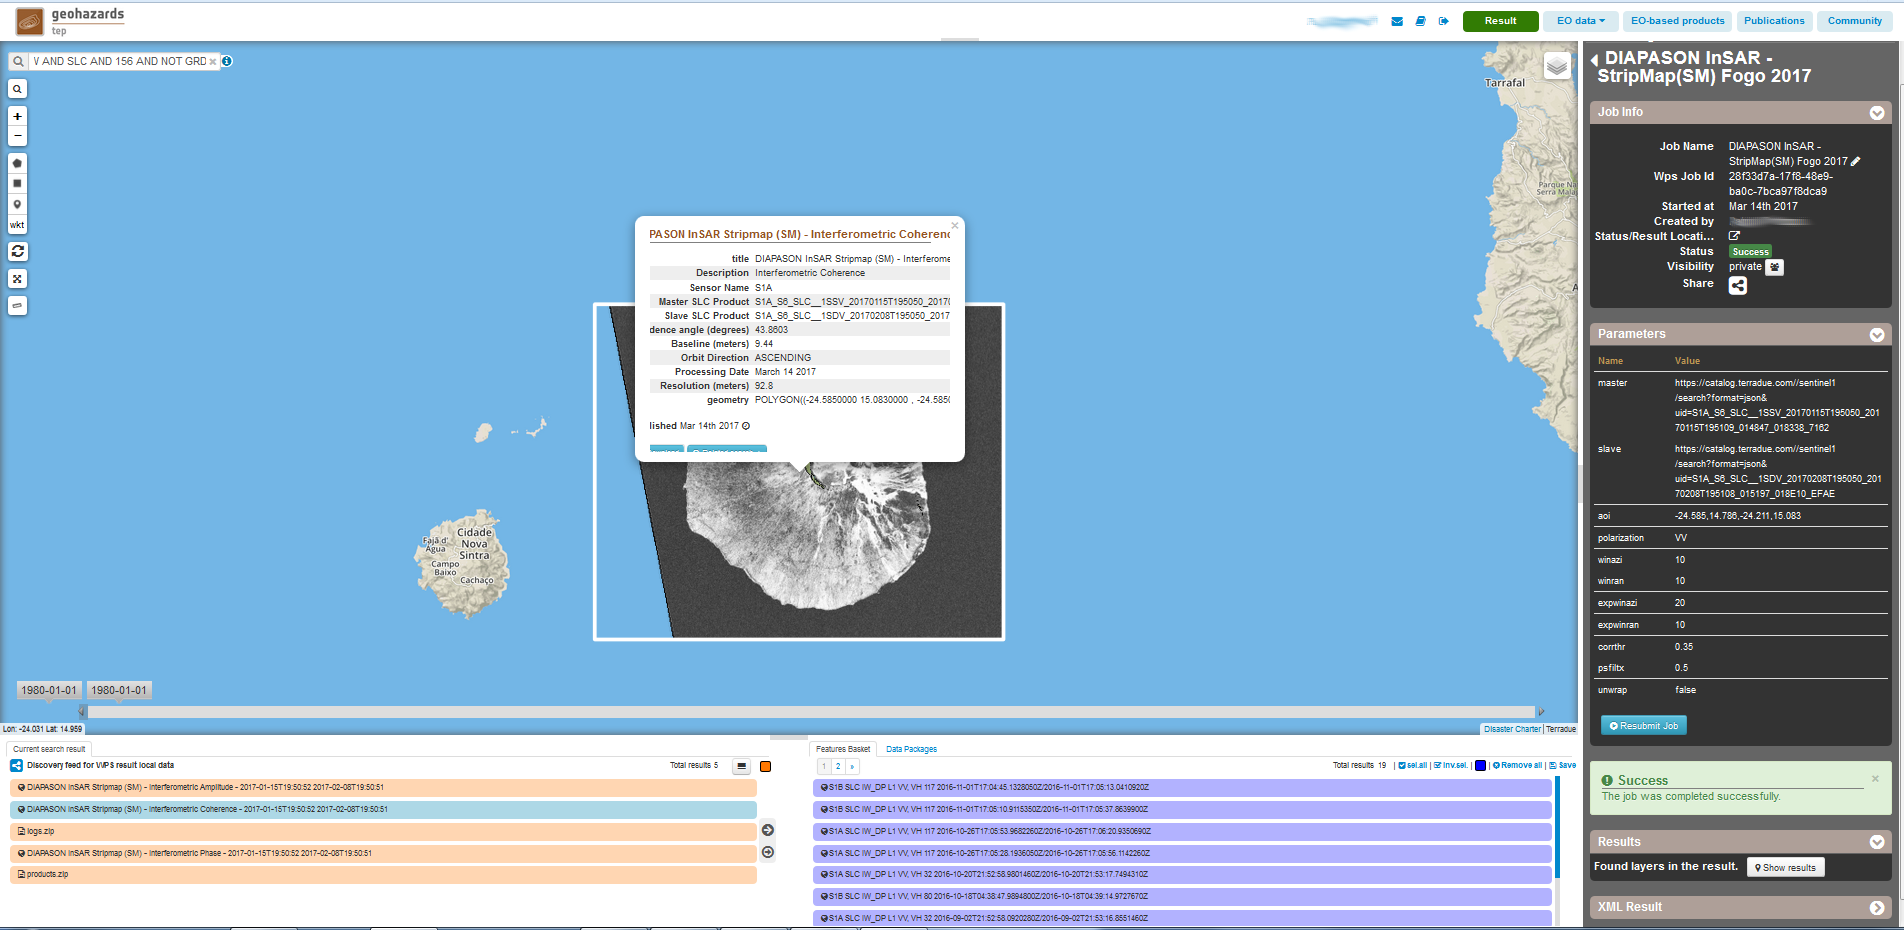 geohazards
tep
Result
EO data
EO-based products
Publications
Community
V AND SLC AND 156 AND NOT GRD
+
−
wkt
Tarrafal
Parque Na
Serra Mala
Cidade
Nova
Sintra
Fajã d'
Agua
Campo
Baixo
Cachaço
PASON InSAR Stripmap (SM) - Interferometric Coherenc
title DIAPASON InSAR Stripmap (SM) - Interferome
Description Interferometric Coherence
Sensor Name S1A
Master SLC Product S1A_S6_SLC__1SSV_20170115T195050_2017(
Slave SLC Product S1A_S6_SLC__1SDV_20170208T195050_2017
dence angle (degrees) 43.8603
Baseline (meters) 9.44
Orbit Direction ASCENDING
Processing Date March 14 2017
Resolution (meters) 92.8
geometry POLYGON((-24.5850000 15.0830000 , -24.585(
lished Mar 14th 2017
1980-01-01 1980-01-01
Lon: -24.031 Lat: 14.959
Disaster Charter | Terradue
Current search result
Discovery feed for WPS result local data
Total results 5
DIAPASON InSAR Stripmap (SM) - Interferometric Amplitude - 2017-01-15T19:50:52 2017-02-08T19:50:51
DIAPASON InSAR Stripmap (SM) - Interferometric Coherence - 2017-01-15T19:50:52 2017-02-08T19:50:51
logs.zip
DIAPASON InSAR Stripmap (SM) - Interferometric Phase - 2017-01-15T19:50:52 2017-02-08T19:50:51
products.zip
Features Basket
Data Packages
1 2 »
Total results 19 | sel.all | inv.sel. | Remove all | Save
S1B SLC IW_DP L1 VV, VH 117 2016-11-01T17:04:45.1328050Z/2016-11-01T17:05:13.0410920Z
S1B SLC IW_DP L1 VV, VH 117 2016-11-01T17:05:10.9115350Z/2016-11-01T17:05:37.8639900Z
S1A SLC IW_DP L1 VV, VH 117 2016-10-26T17:05:53.9682260Z/2016-10-26T17:06:20.9350690Z
S1A SLC IW_DP L1 VV, VH 117 2016-10-26T17:05:28.1936050Z/2016-10-26T17:05:56.1142260Z
S1A SLC IW_DP L1 VV, VH 32 2016-10-20T21:52:58.9801460Z/2016-10-20T21:53:17.7494310Z
S1B SLC IW_DP L1 VV, VH 80 2016-10-18T04:38:47.9894800Z/2016-10-18T04:39:14.9727670Z
S1A SLC IW_DP L1 VV, VH 32 2016-09-02T21:52:58.0920280Z/2016-09-02T21:53:16.8551460Z
DIAPASON InSAR -
StripMap(SM) Fogo 2017
Job Info
Job Name DIAPASON InSAR -
StripMap(SM) Fogo 2017
Wps Job Id 28f33d7a-17f8-48e9-
ba0c-7bca97f8dca9
Started at Mar 14th 2017
Created by
Status/Result Locati...
Status Success
Visibility private
Share
Parameters
Name Value
master https://catalog.terradue.com//sentinel1
/search?format=json&
uid=S1A_S6_SLC__1SSV_20170115T195050_201
70115T195109_014847_018338_7162
slave https://catalog.terradue.com//sentinel1
/search?format=json&
uid=S1A_S6_SLC__1SDV_20170208T195050_201
70208T195108_015197_018E10_EFAE
aoi -24.585,14.786,-24.211,15.083
polarization VV
winazi 10
winran 10
expwinazi 20
expwinran 10
corrthr 0.35
psfiltx 0.5
unwrap false
Resubmit Job
Success
The job was completed successfully.
Results
Found layers in the result. Show results
XML Result